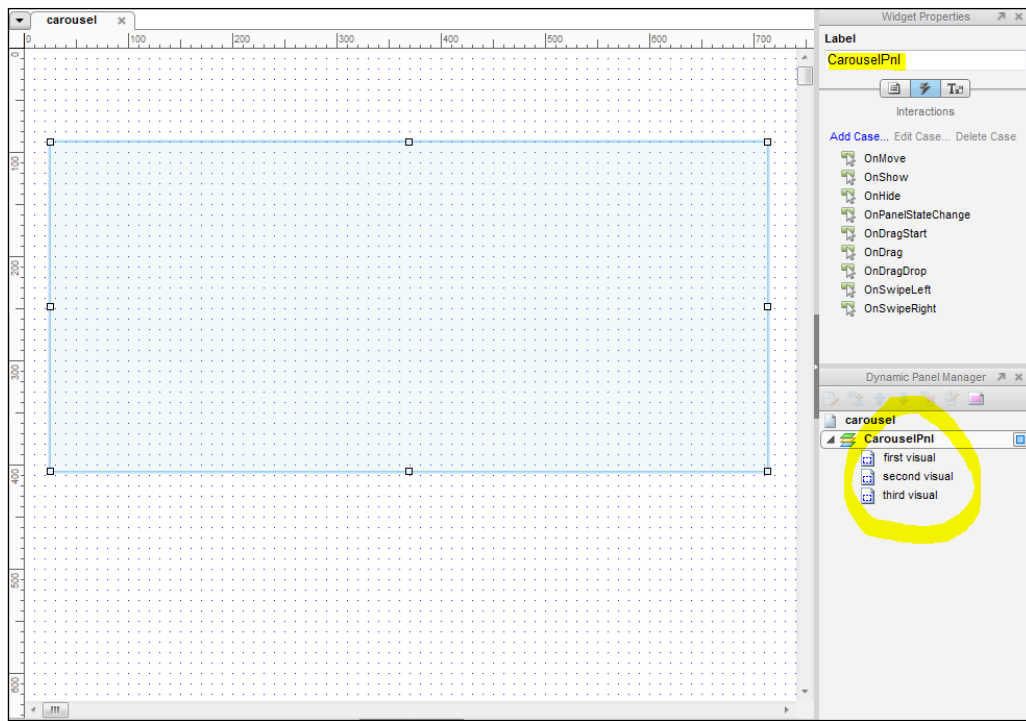 carousel
Widget Properties
0 100 200 300 400 500 600 700
Label
CarouselPnl
Interactions
Add Case... Edit Case... Delete Case
OnMove
OnShow
OnHide
OnPanelStateChange
OnDragStart
OnDrag
OnDragDrop
OnSwipeLeft
OnSwipeRight
0
100
200
300
400
500
600
Dynamic Panel Manager
carousel
CarouselPnl
first visual
second visual
third visual